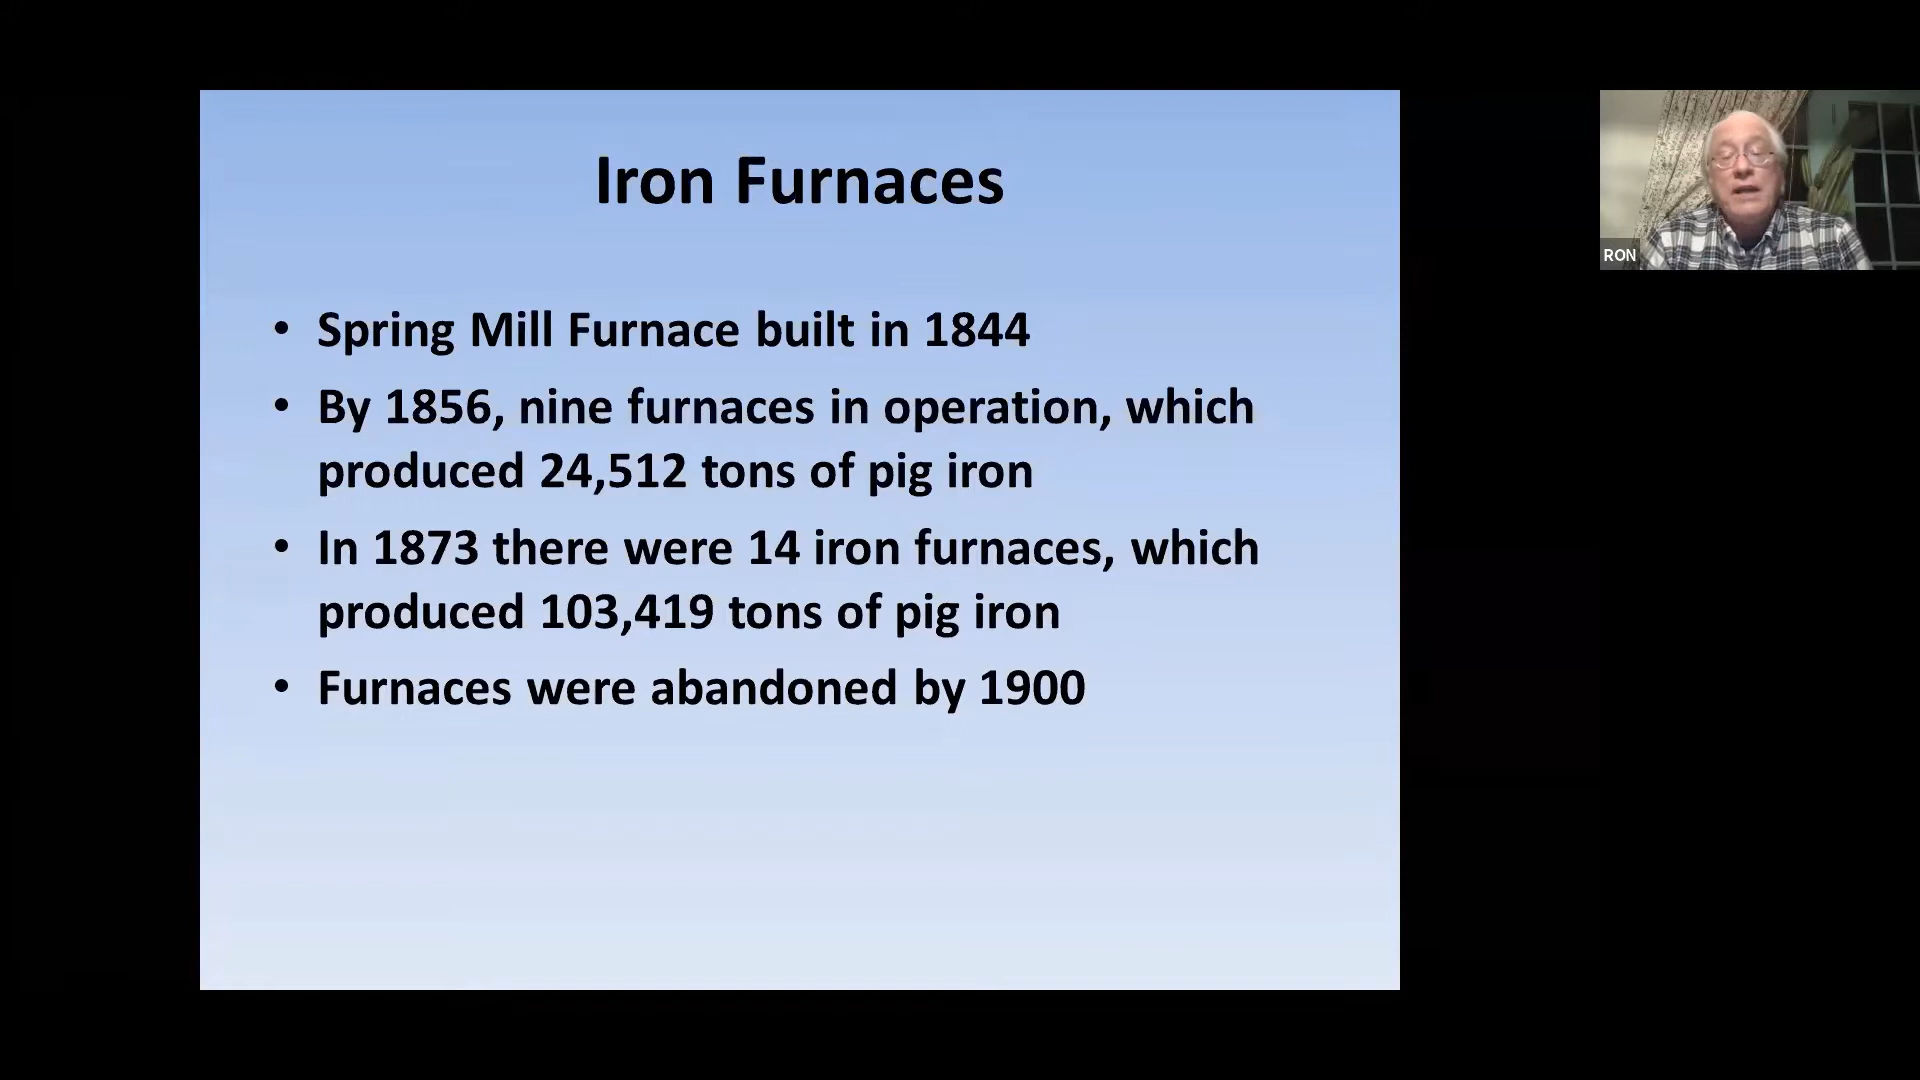 Iron Furnaces
• Spring Mill Furnace built in 1844
• By 1856, nine furnaces in operation, which
produced 24,512 tons of pig iron
• In 1873 there were 14 iron furnaces, which
produced 103,419 tons of pig iron
• Furnaces were abandoned by 1900
RON